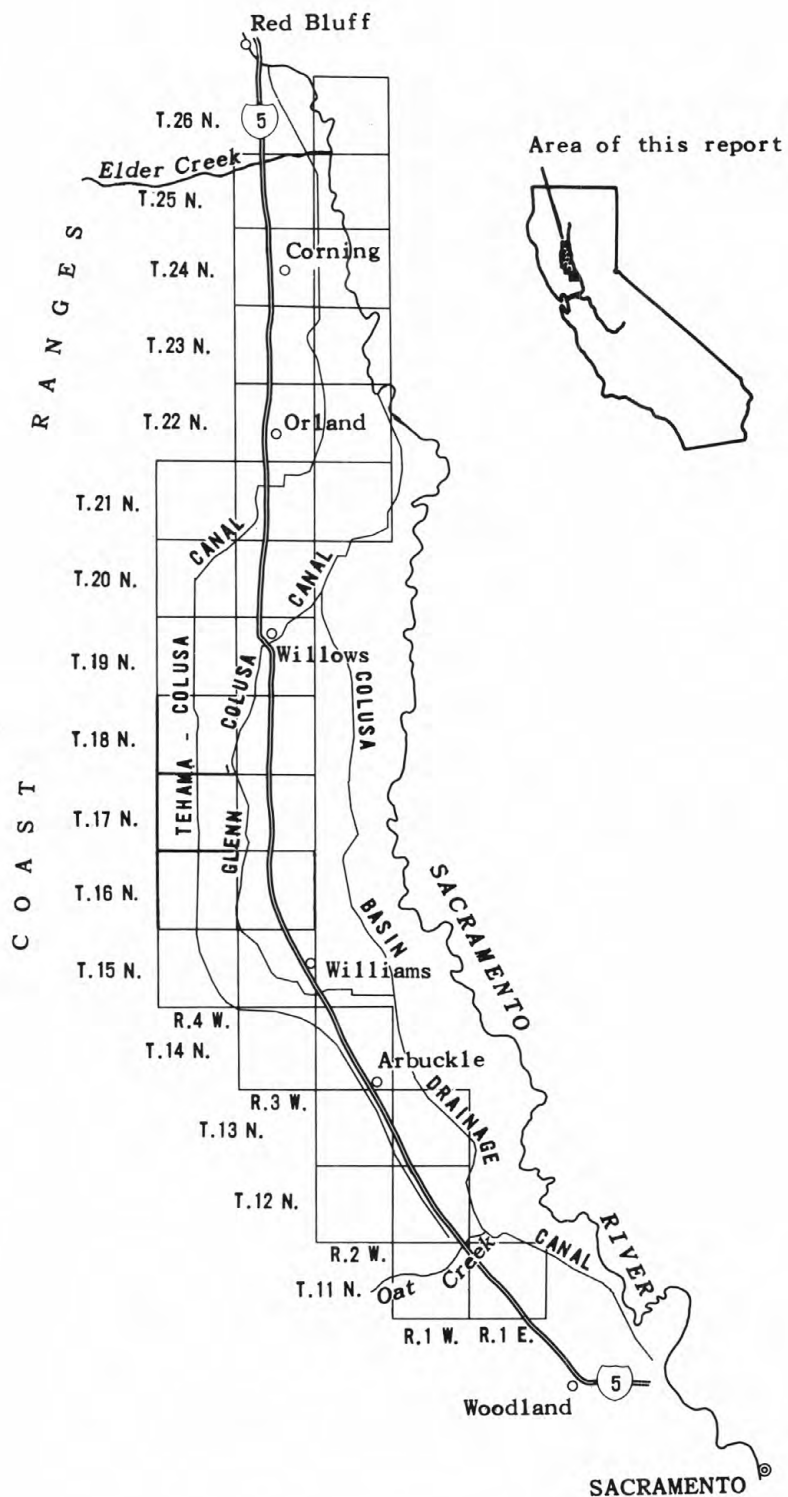 Red Bluff
T.26 N.
5
Area of this report
Elder Creek
T.25 N.
T.24 N.
Corning
T.23 N.
T.22 N.
Orland
T.21 N.
CANAL
T.20 N.
CANAL
T.19 N.
Willows
T.18 N.
TEHAMA - COLUSA
GLENN COLUSA
COLUSA
T.17 N.
T.16 N.
BASIN
SACRAMENTO
T.15 N.
Williams
COAST RANGES
R.4 W.
T.14 N.
Arbuckle
R.3 W.
T.13 N.
DRAINAGE
T.12 N.
R.2 W.
CANAL
RIVER
T.11 N.
Oat Creek
R.1 W.
R.1 E.
5
Woodland
SACRAMENTO